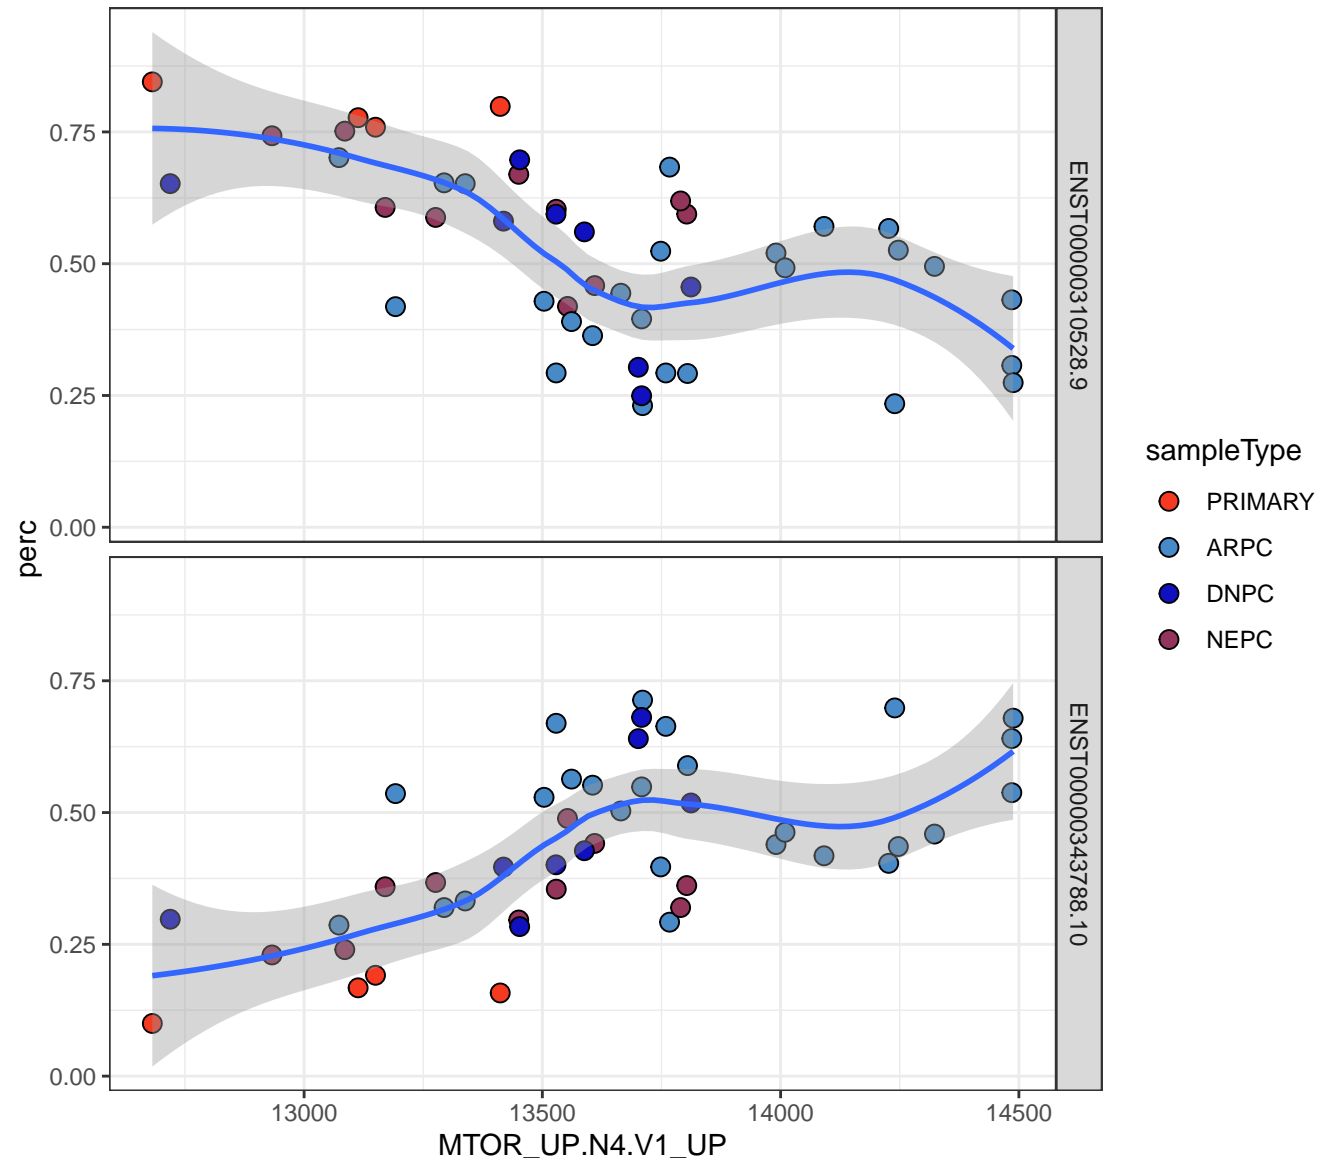 0.75
0.50
0.25
0.00
ENST00000310528.9
perc
0.75
0.50
0.25
0.00
ENST00000343788.10
13000 13500 14000 14500
MTOR_UP.N4.V1_UP
sampleType
PRIMARY
ARPC
DNPC
NEPC